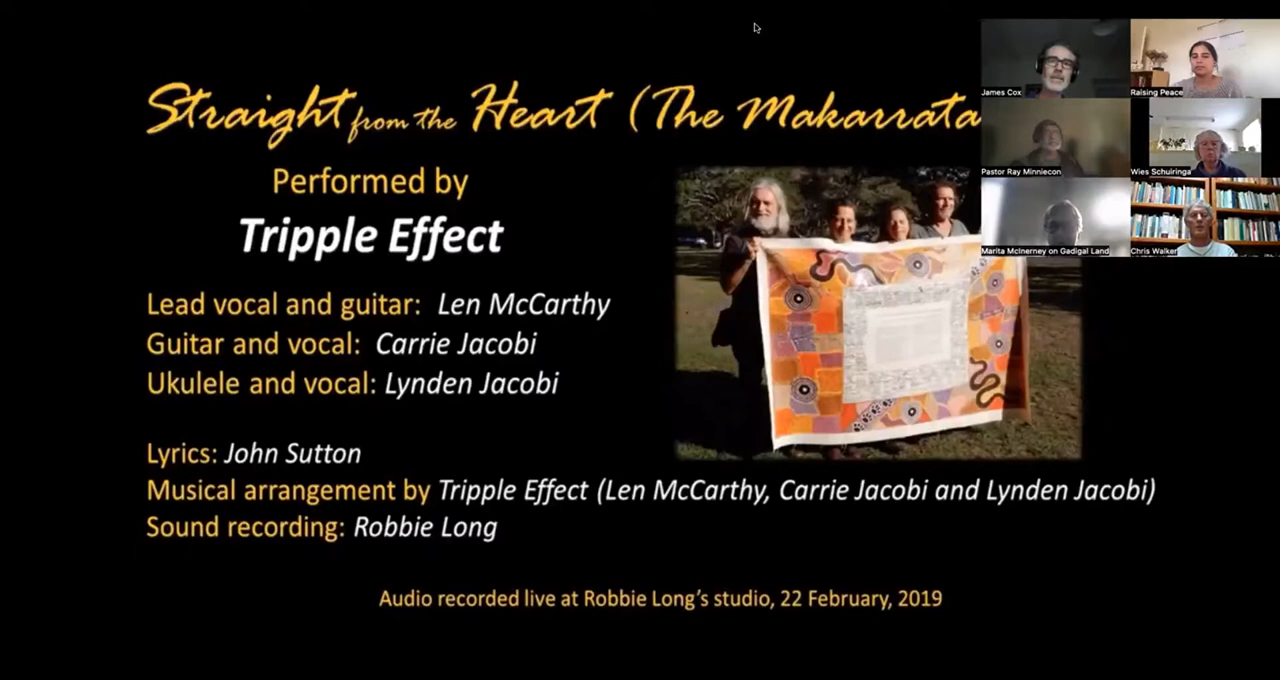 Straight from the Heart (The Makarrata
Performed by
Tripple Effect
Lead vocal and guitar: Len McCarthy
Guitar and vocal: Carrie Jacobi
Ukulele and vocal: Lynden Jacobi
Lyrics: John Sutton
Musical arrangement by Tripple Effect (Len McCarthy, Carrie Jacobi and Lynden Jacobi)
Sound recording: Robbie Long
Audio recorded live at Robbie Long's studio, 22 February, 2019
James Cox
Raising Peace
Pastor Ray Minniecon
Wies Schuiringa
Marita McInerney on Gadigal Land
Chris Walker